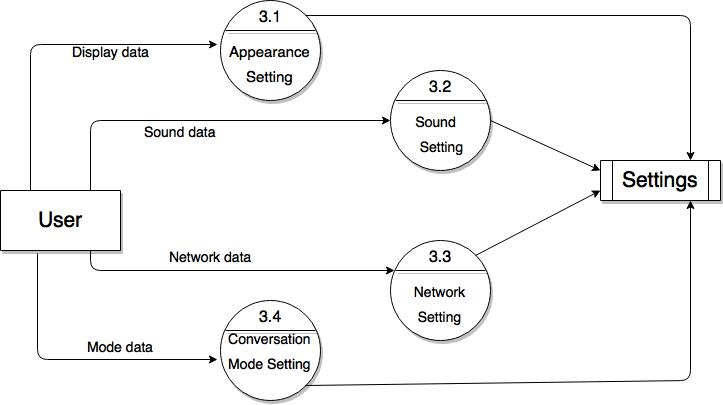 3.1
Display data
Appearance
Setting
3.2
Sound data
Sound
Setting
Settings
User
Network data
3.3
Network
Setting
3.4
Mode data
Conversation
Mode Setting